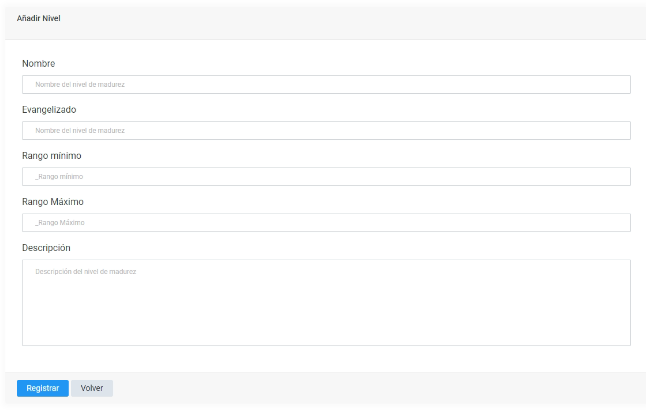 Añadir Nivel
Nombre
Nombre del nivel de madurez
Evangelizado
Nombre del nivel de madurez
Rango mínimo
_Rango mínimo
Rango Máximo
_Rango Máximo
Descripción
Descripción del nivel de madurez
Registrar Volver